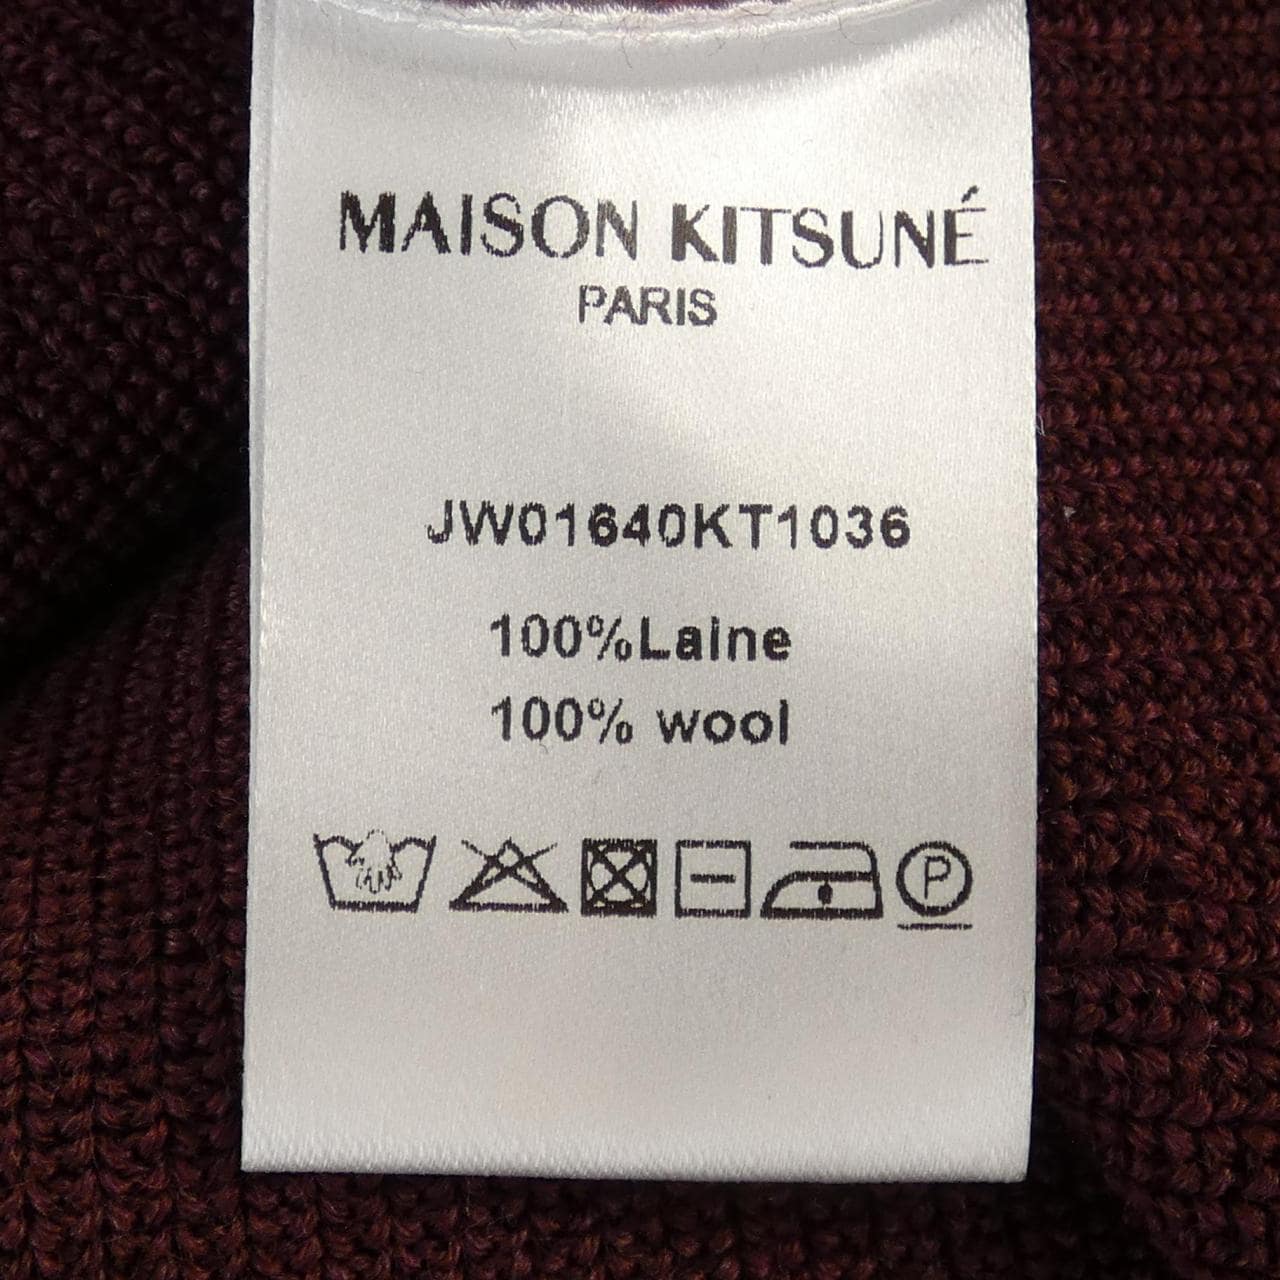 MAISON KITSUNÉ
PARIS
JW01640KT1036
100%Laine
100% wool
P